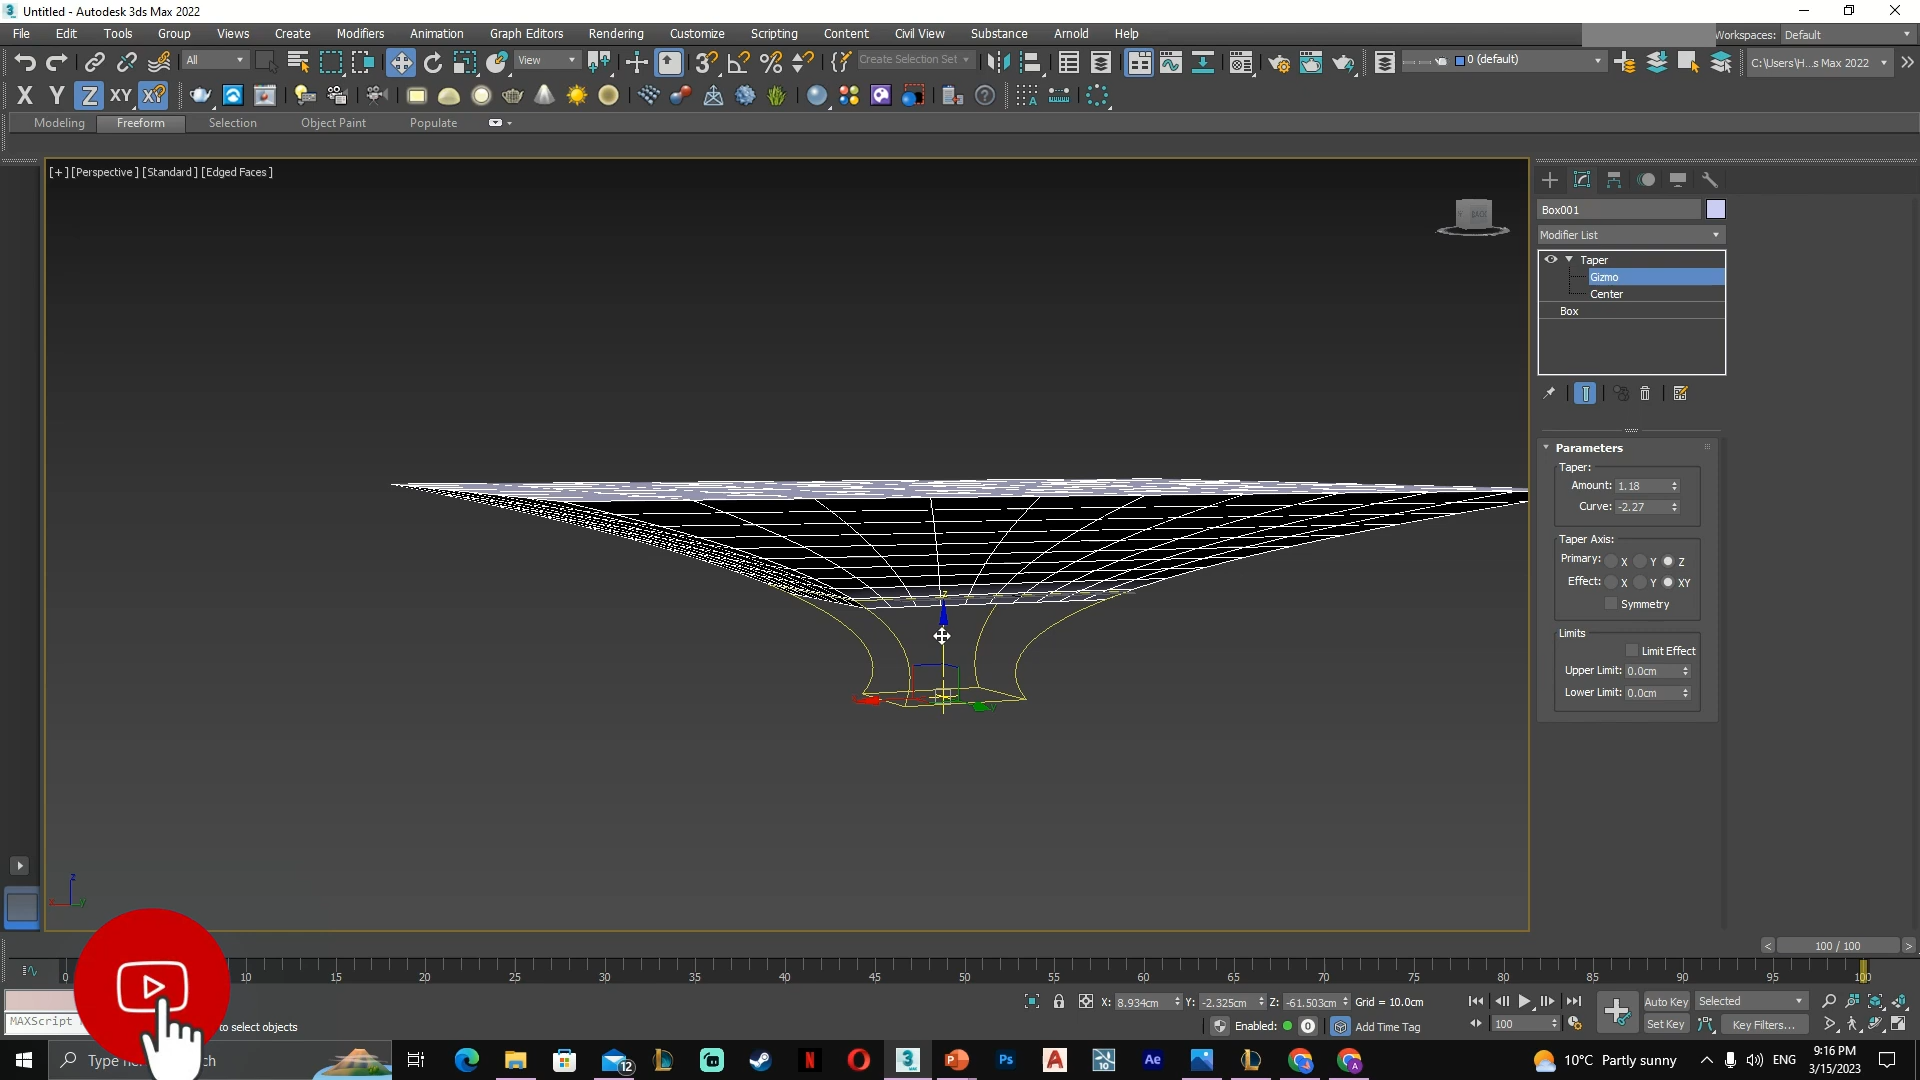 Untitled - Autodesk 3ds Max 2022
File Edit Tools Group Views Create Modifiers Animation Graph Editors Rendering Customize Scripting Content Civil View Substance Arnold Help
Workspaces: Default
All View Create Selection Set 0 (default) C:\Users\H...s Max 2022
X Y Z XY XY
Modeling Freeform Selection Object Paint Populate
[+] [Perspective] [Standard] [Edged Faces]
BACK
Box001
Modifier List
Taper
Gizmo
Center
Box
Parameters
Taper:
Amount: 1.18
Curve: -2.27
Taper Axis:
Primary: X Y Z
Effect: X Y XY
Symmetry
Limits
Limit Effect
Upper Limit: 0.0cm
Lower Limit: 0.0cm
z
y
z
y
100 / 100
0 10 15 20 25 30 35 40 45 50 55 60 65 70 75 80 85 90 95 100
X: 8.934cm Y: -2.325cm Z: -61.503cm Grid = 10.0cm
Auto Key Selected
MAXScript
to select objects
Enabled: 0 Add Time Tag
100
Set Key Key Filters...
12
Ps A 10 Ae
10°C Partly sunny
ENG
9:16 PM
3/15/2023